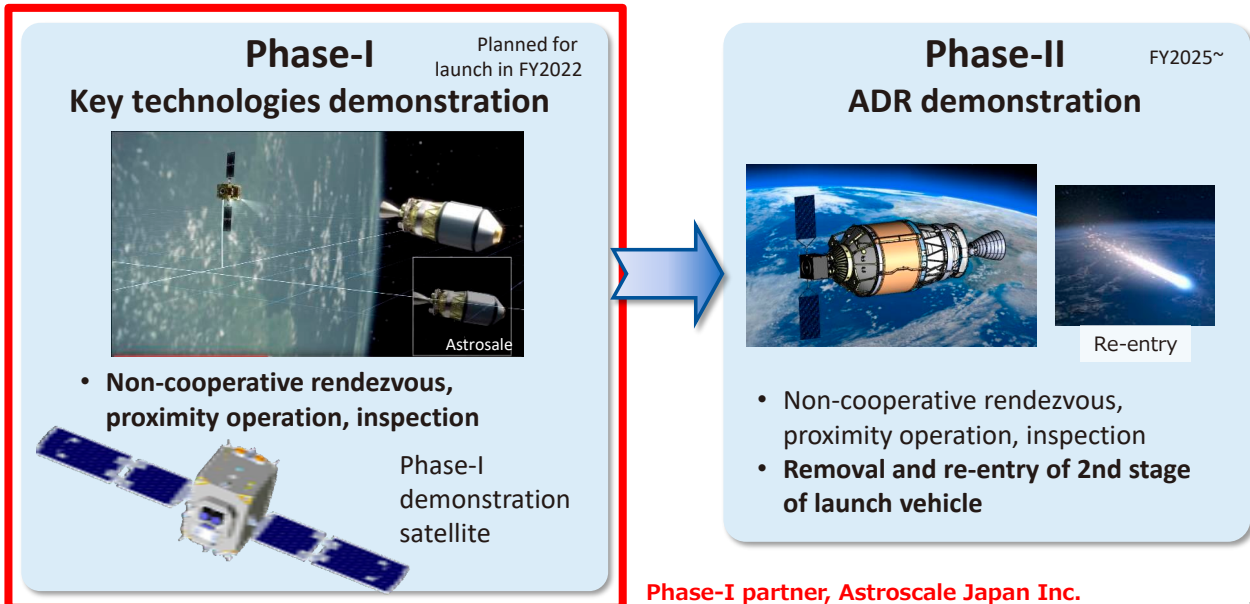 Phase-I
Planned for
launch in FY2022
Key technologies demonstration
Astrosale
• Non-cooperative rendezvous,
proximity operation, inspection
Phase-I
demonstration
satellite
Phase-II
FY2025~
ADR demonstration
Re-entry
• Non-cooperative rendezvous,
proximity operation, inspection
• Removal and re-entry of 2nd stage
of launch vehicle
Phase-I partner, Astroscale Japan Inc.